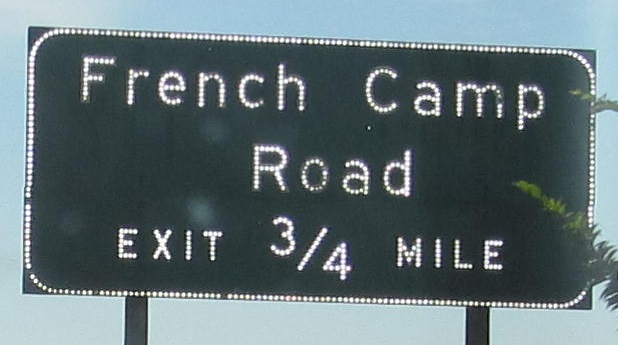 French Camp
Road
EXIT 3/4 MILE